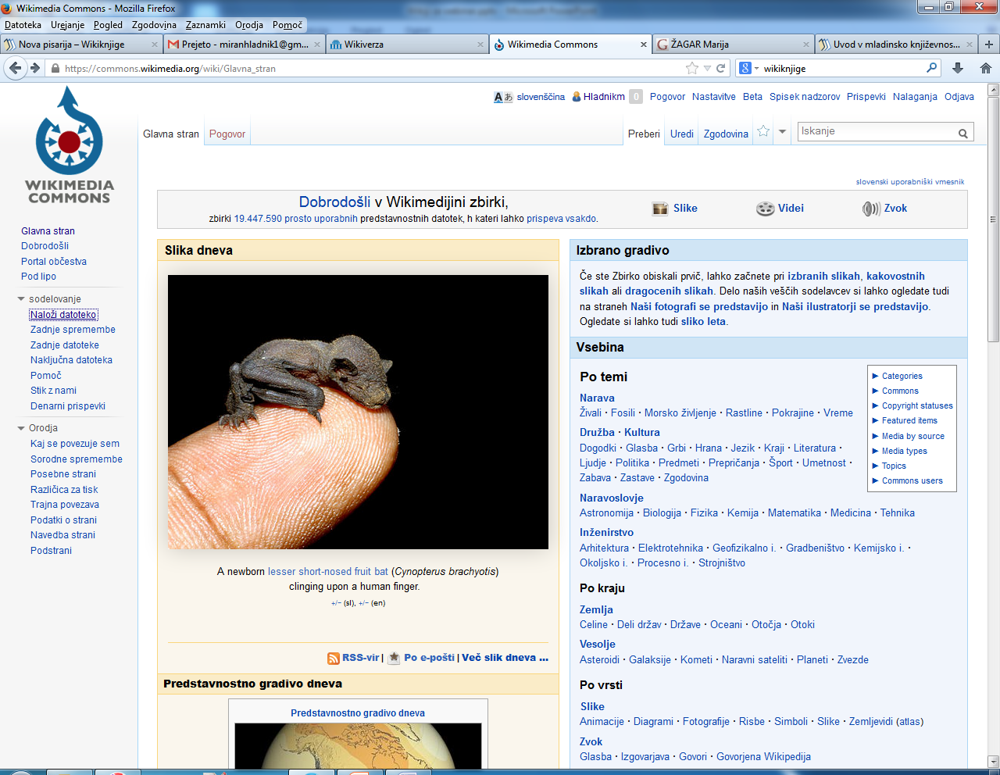 Wikimedia Commons - Mozilla Firefox
Datoteka Urejanje Pogled Zgodovina Zaznamki Orodja Pomoč
Nova pisarija – Wikiknjige
Prejeto - miranhladnik1@gm...
Wikiverza
Wikimedia Commons
ŽAGAR Marija
Uvod v mladinsko književnos...
https://commons.wikimedia.org/wiki/Glavna_stran
wikiknjige
slovenščina Hladnikm 0 Pogovor Nastavitve Beta Spisek nadzorov Prispevki Nalaganja Odjava
Glavna stran Pogovor
Preberi Uredi Zgodovina
Iskanje
WIKIMEDIA
COMMONS
Glavna stran
Dobrodošli
Portal občestva
Pod lipo
sodelovanje
Naloži datoteko
Zadnje spremembe
Zadnje datoteke
Naključna datoteka
Pomoč
Stik z nami
Denarni prispevki
Orodja
Kaj se povezuje sem
Sorodne spremembe
Posebne strani
Različica za tisk
Trajna povezava
Podatki o strani
Navedba strani
Podstrani
slovenski uporabniški vmesnik
Dobrodošli v Wikimedijini zbirki,
zbirki 19.447.590 prosto uporabnih predstavnostnih datotek, h kateri lahko prispeva vsakdo.
Slike Videi Zvok
Slika dneva
A newborn lesser short-nosed fruit bat (Cynopterus brachyotis)
clinging upon a human finger.
+/− (sl), +/− (en)
RSS-vir | Po e-pošti | Več slik dneva ...
Predstavnostno gradivo dneva
Predstavnostno gradivo dneva
Izbrano gradivo
Če ste Zbirko obiskali prvič, lahko začnete pri izbranih slikah, kakovostnih
slikah ali dragocenih slikah. Delo naših veščih sodelavcev si lahko ogledate tudi
na straneh Naši fotografi se predstavijo in Naši ilustratorji se predstavijo.
Ogledate si lahko tudi sliko leta.
Vsebina
Po temi
Narava
Živali · Fosili · Morsko življenje · Rastline · Pokrajine · Vreme
Družba · Kultura
Dogodki · Glasba · Grbi · Hrana · Jezik · Kraji · Literatura ·
Ljudje · Politika · Predmeti · Prepričanja · Šport · Umetnost ·
Zabava · Zastave · Zgodovina
Naravoslovje
Astronomija · Biologija · Fizika · Kemija · Matematika · Medicina · Tehnika
Inženirstvo
Arhitektura · Elektrotehnika · Geofizikalno i. · Gradbeništvo · Kemijsko i. ·
Okoljsko i. · Procesno i. · Strojništvo
Po kraju
Zemlja
Celine · Deli držav · Države · Oceani · Otočja · Otoki
Vesolje
Asteroidi · Galaksije · Kometi · Naravni sateliti · Planeti · Zvezde
Po vrsti
Slike
Animacije · Diagrami · Fotografije · Risbe · Simboli · Slike · Zemljevidi (atlas)
Zvok
Glasba · Izgovarjava · Govori · Govorjena Wikipedija
► Categories
► Commons
► Copyright statuses
► Featured items
► Media by source
► Media types
► Topics
► Commons users